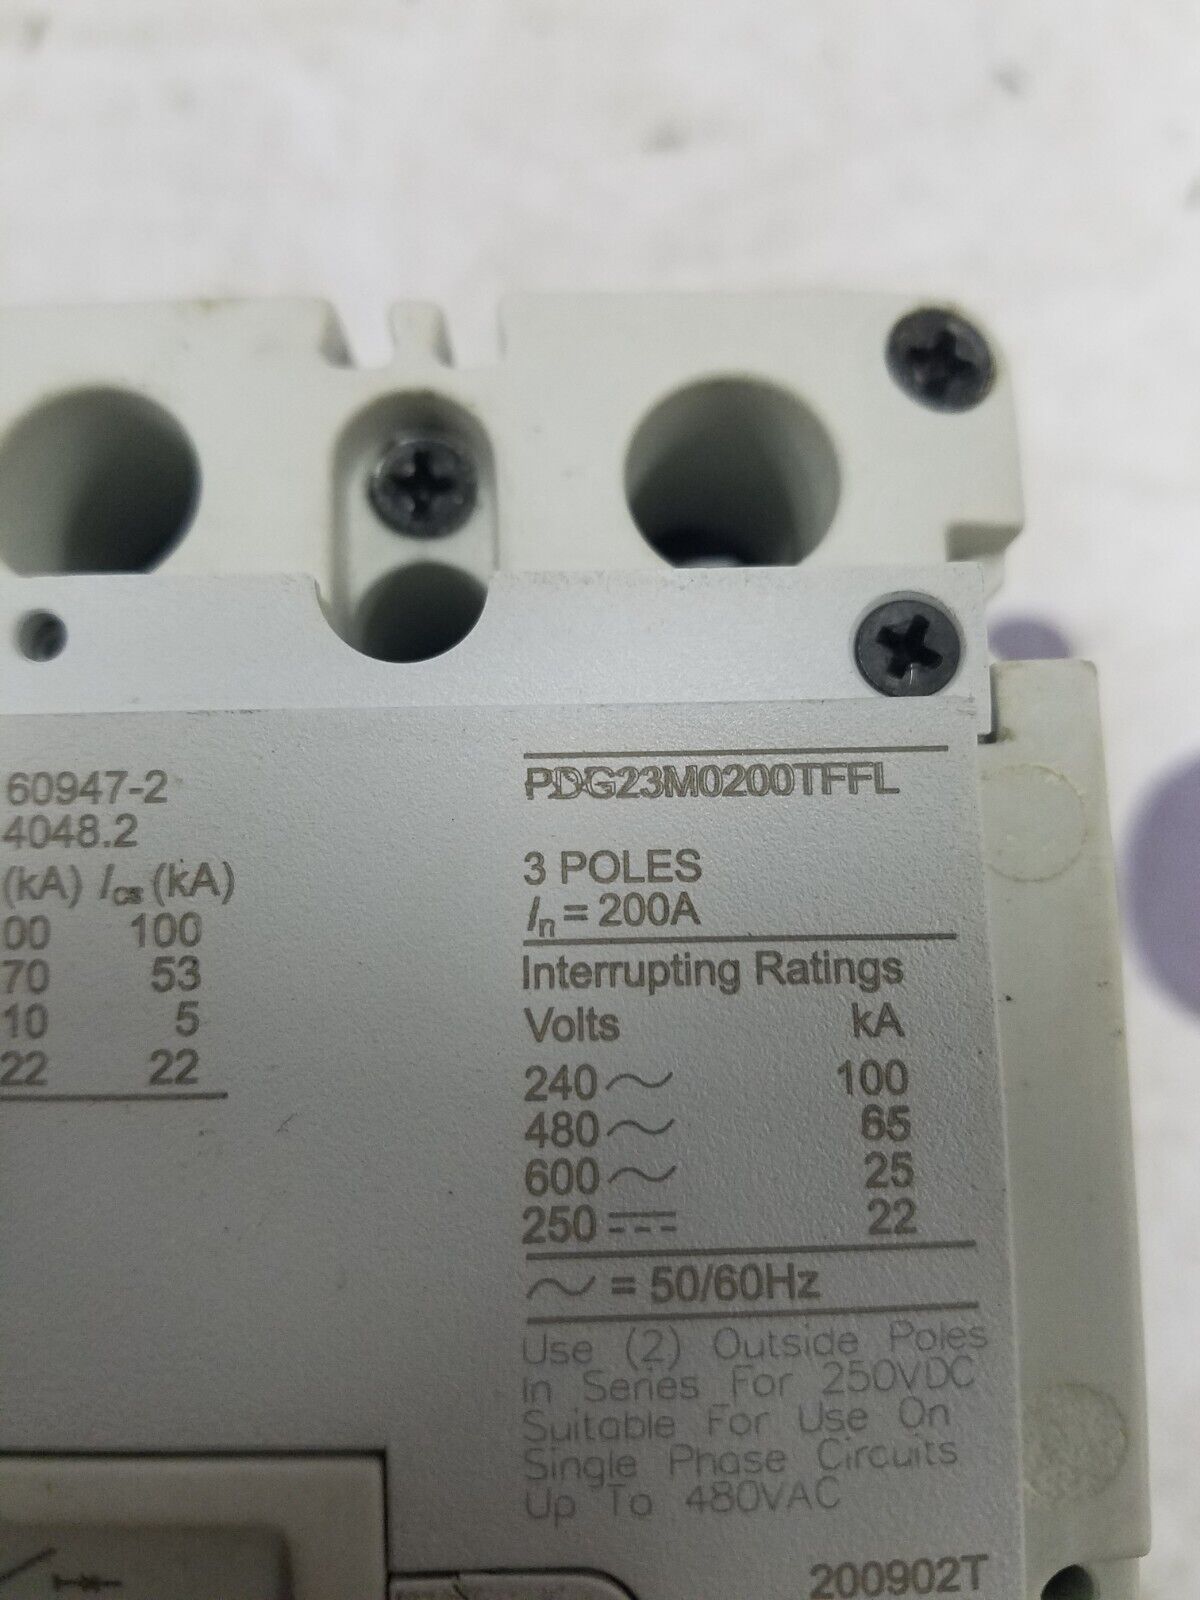 60947-2
4048.2
(kA) Ics (kA)
00 100
70 53
10 5
22 22
PDG23M0200TFFL
3 POLES
In = 200A
Interrupting Ratings
Volts kA
240 ~ 100
480 ~ 65
600 ~ 25
250 ⎓ 22
~ = 50/60Hz
Use (2) Outside Poles
In Series For 250VDC
Suitable For Use On
Single Phase Circuits
Up To 480VAC
200902T